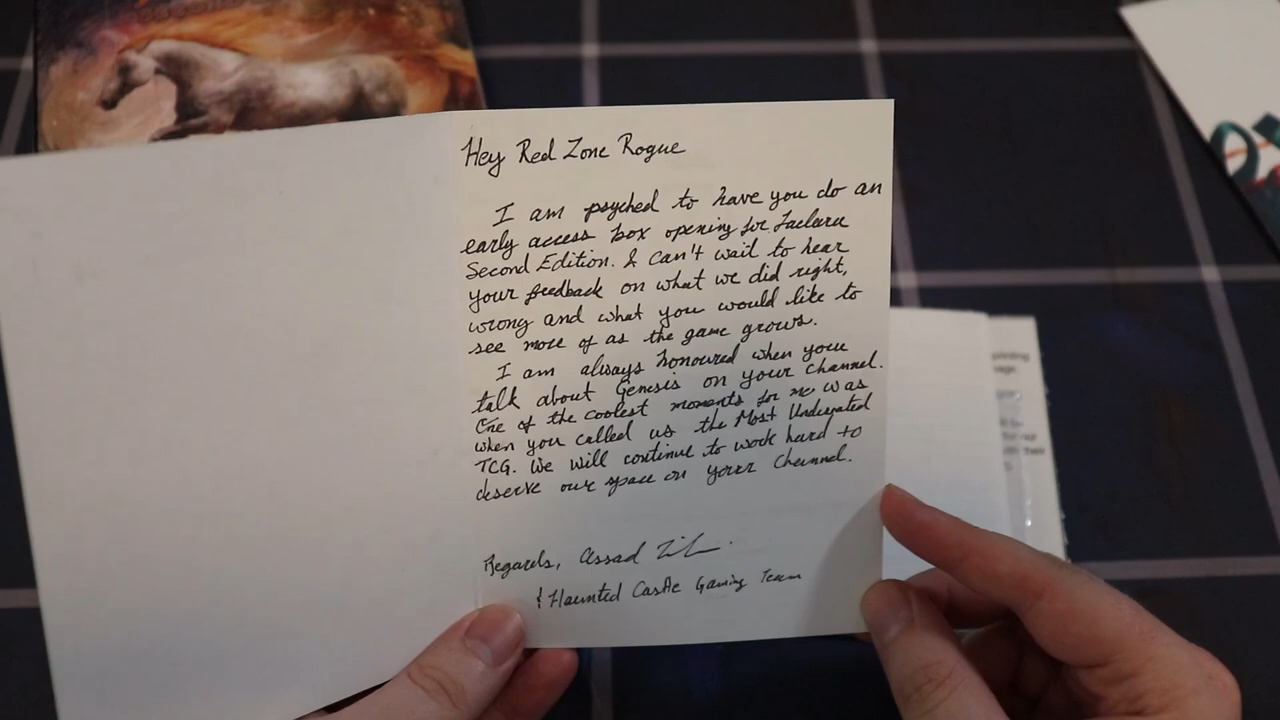 Hey Red Zone Rogue
I am psyched to have you do an
early access box opening for Jaelara
Second Edition. I can't wait to hear
your feedback on what we did right,
wrong and what you would like to
see more of as the game grows.
I am always honoured when you
talk about Genesis on your channel.
One of the coolest moments for me was
when you called us the Most Underrated
TCG. We will continue to work hard to
deserve our space on your channel.
Regards, Assad
& Haunted Castle Gaming Team